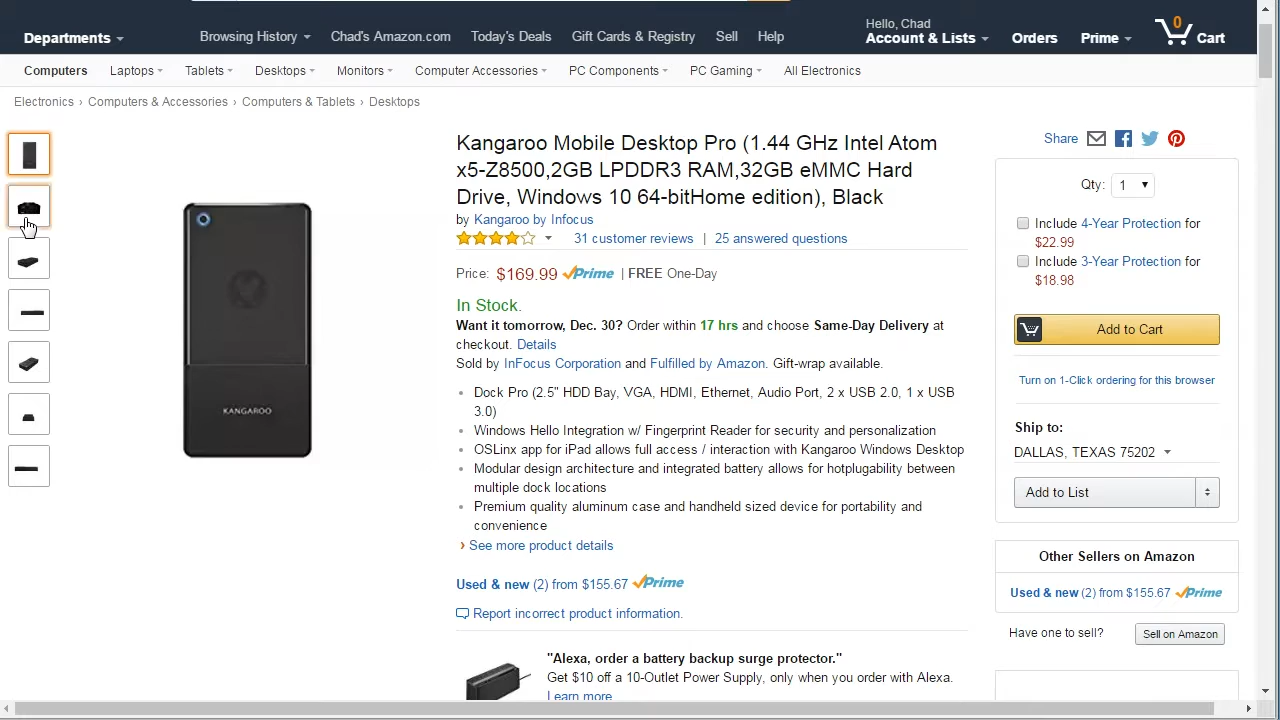 Departments
Browsing History
Chad's Amazon.com
Today's Deals
Gift Cards & Registry
Sell
Help
Hello, Chad
Account & Lists
Orders
Prime
0
Cart
Computers
Laptops
Tablets
Desktops
Monitors
Computer Accessories
PC Components
PC Gaming
All Electronics
Electronics › Computers & Accessories › Computers & Tablets › Desktops
KANGAROO
Kangaroo Mobile Desktop Pro (1.44 GHz Intel Atom
x5-Z8500,2GB LPDDR3 RAM,32GB eMMC Hard
Drive, Windows 10 64-bitHome edition), Black
by Kangaroo by Infocus
31 customer reviews | 25 answered questions
Price: $169.99 Prime | FREE One-Day
In Stock.
Want it tomorrow, Dec. 30? Order within 17 hrs and choose Same-Day Delivery at
checkout. Details
Sold by InFocus Corporation and Fulfilled by Amazon. Gift-wrap available.
• Dock Pro (2.5" HDD Bay, VGA, HDMI, Ethernet, Audio Port, 2 x USB 2.0, 1 x USB
3.0)
• Windows Hello Integration w/ Fingerprint Reader for security and personalization
• OSLinx app for iPad allows full access / interaction with Kangaroo Windows Desktop
• Modular design architecture and integrated battery allows for hotplugability between
multiple dock locations
• Premium quality aluminum case and handheld sized device for portability and
convenience
› See more product details
Used & new (2) from $155.67 Prime
Report incorrect product information.
"Alexa, order a battery backup surge protector."
Get $10 off a 10-Outlet Power Supply, only when you order with Alexa.
Learn more
Share
Qty: 1
Include 4-Year Protection for
$22.99
Include 3-Year Protection for
$18.98
Add to Cart
Turn on 1-Click ordering for this browser
Ship to:
DALLAS, TEXAS 75202
Add to List
Other Sellers on Amazon
Used & new (2) from $155.67 Prime
Have one to sell?
Sell on Amazon